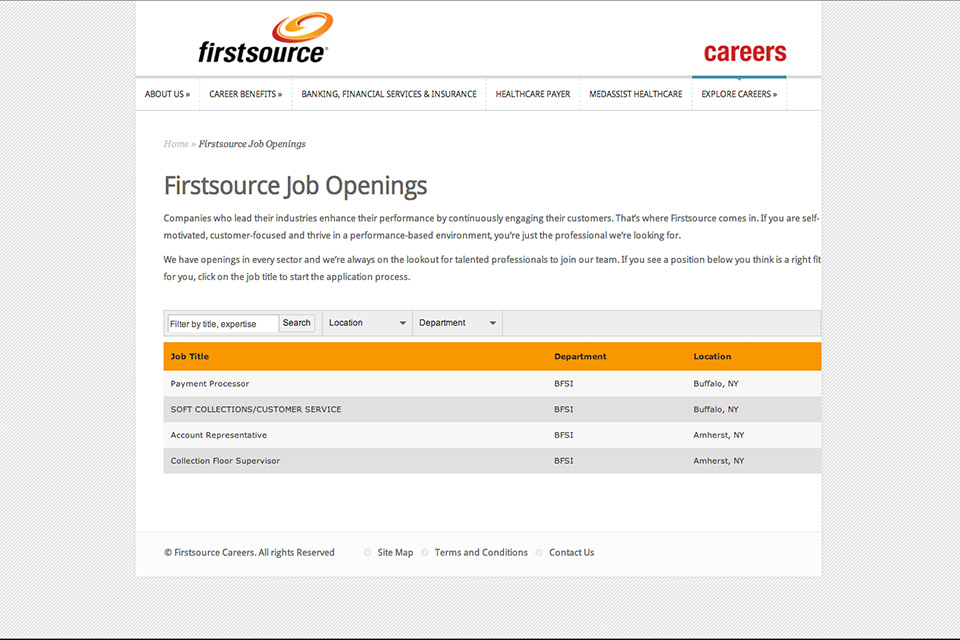 firstsource®
careers
ABOUT US » CAREER BENEFITS » BANKING, FINANCIAL SERVICES & INSURANCE HEALTHCARE PAYER MEDASSIST HEALTHCARE EXPLORE CAREERS »
Home » Firstsource Job Openings
Firstsource Job Openings
Companies who lead their industries enhance their performance by continuously engaging their customers. That's where Firstsource comes in. If you are self-
motivated, customer-focused and thrive in a performance-based environment, you're just the professional we're looking for.
We have openings in every sector and we're always on the lookout for talented professionals to join our team. If you see a position below you think is a right fit
for you, click on the job title to start the application process.
Filter by title, expertise Search Location Department
Job Title Department Location
Payment Processor BFSI Buffalo, NY
SOFT COLLECTIONS/CUSTOMER SERVICE BFSI Buffalo, NY
Account Representative BFSI Amherst, NY
Collection Floor Supervisor BFSI Amherst, NY
© Firstsource Careers. All rights Reserved Site Map Terms and Conditions Contact Us